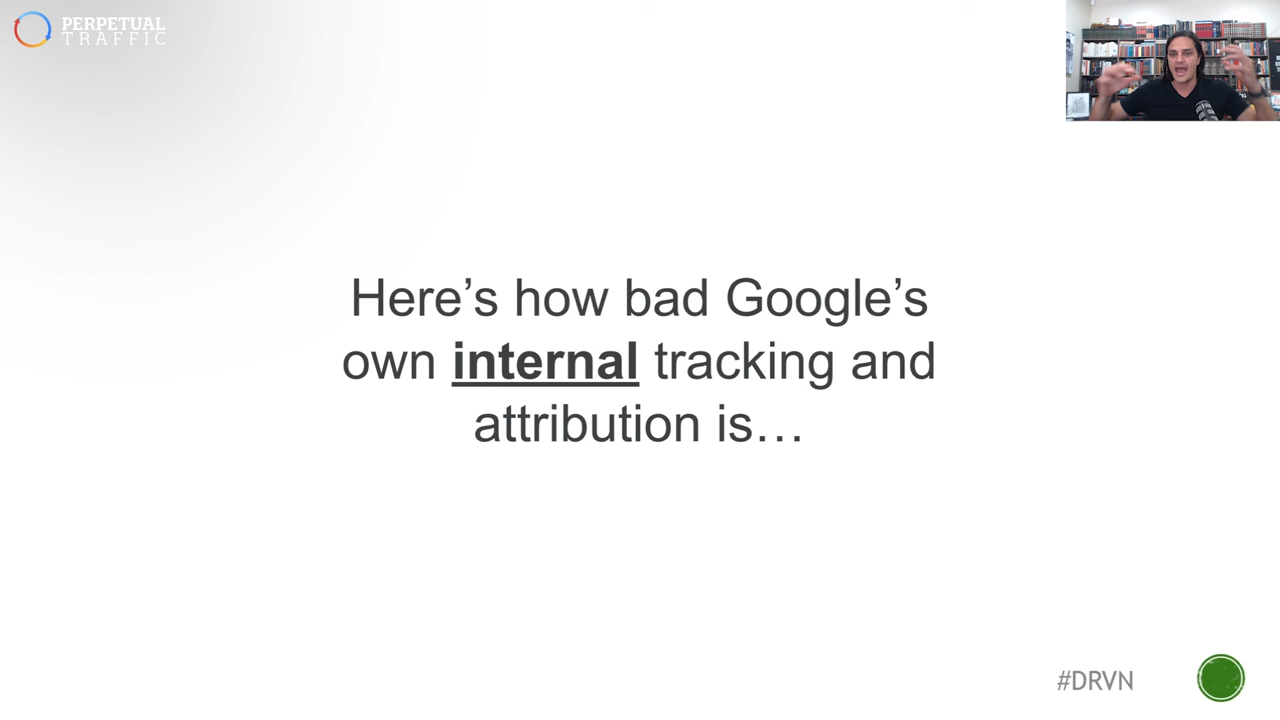 PERPETUAL
TRAFFIC
Here’s how bad Google’s
own internal tracking and
attribution is…
#DRVN